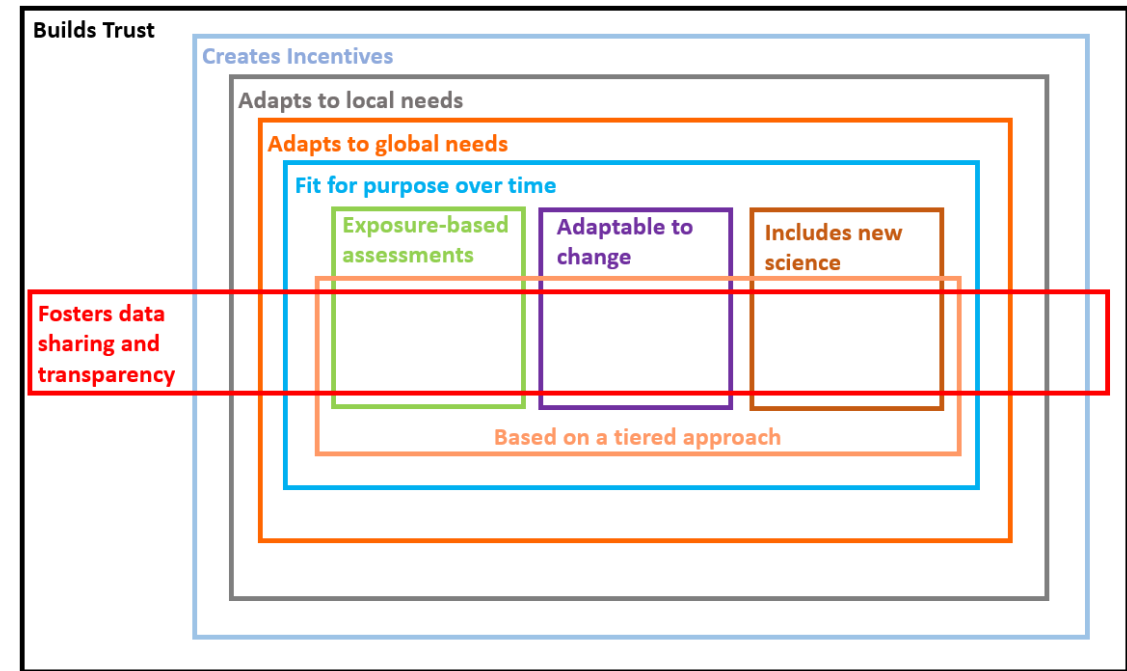 Builds Trust
Creates Incentives
Adapts to local needs
Adapts to global needs
Fit for purpose over time
Exposure-based
assessments
Adaptable to
change
Includes new
science
Fosters data
sharing and
transparency
Based on a tiered approach